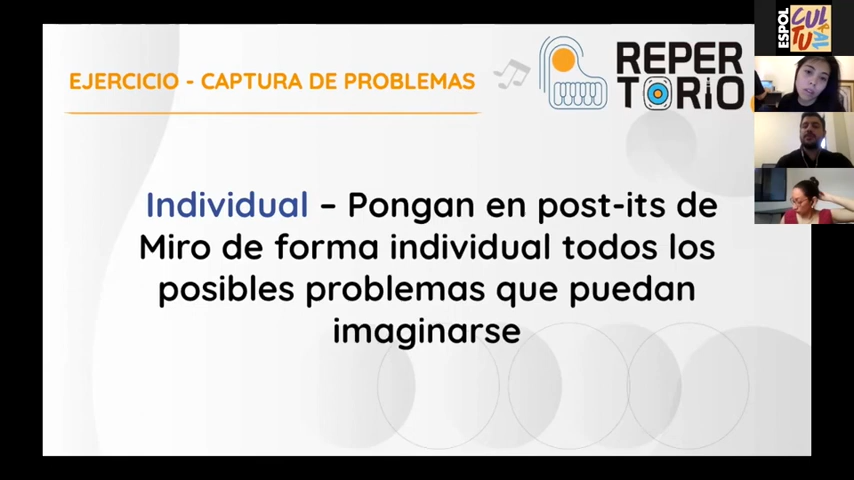 EJERCICIO - CAPTURA DE PROBLEMAS
REPER
TORIO
ESPOL
CUL
TU
Individual – Pongan en post-its de
Miro de forma individual todos los
posibles problemas que puedan
imaginarse